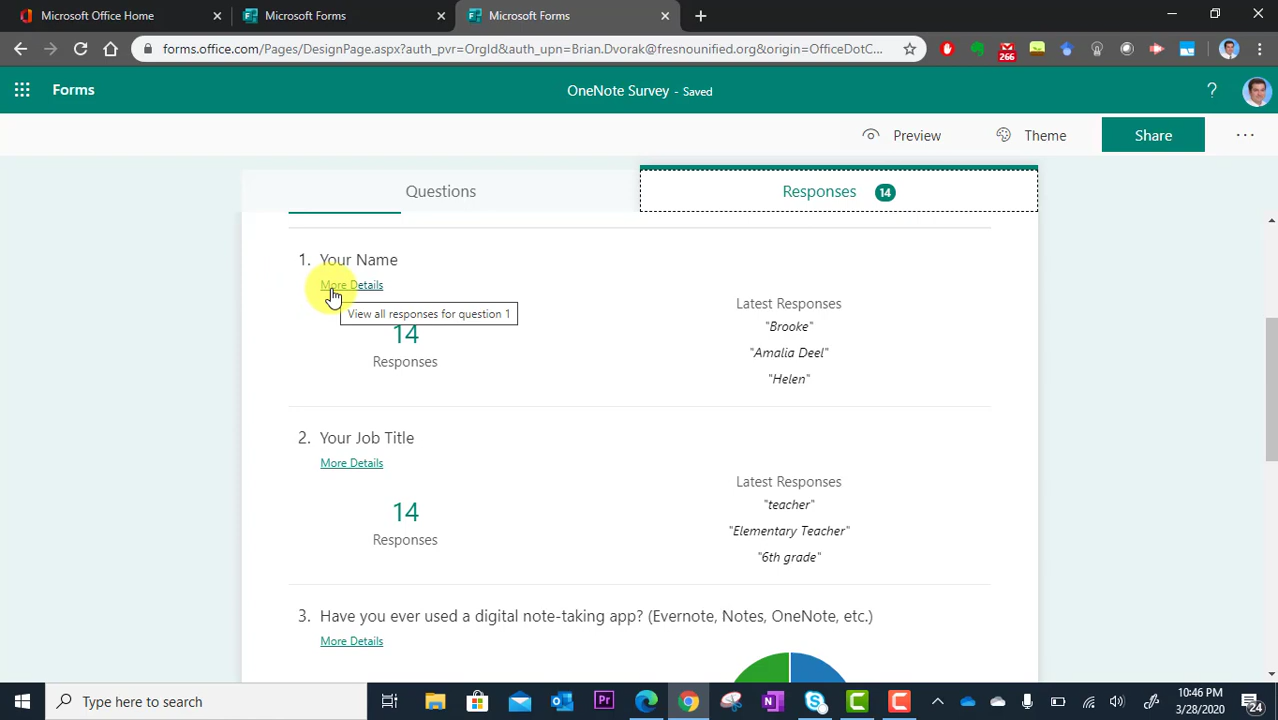 Microsoft Office Home
Microsoft Forms
Microsoft Forms
forms.office.com/Pages/DesignPage.aspx?auth_pvr=OrgId&auth_upn=Brian.Dvorak@fresnounified.org&origin=OfficeDotC...
266
Forms
OneNote Survey - Saved
?
Preview
Theme
Share
...
Questions
Responses 14
1. Your Name
More Details
View all responses for question 1
14
Responses
Latest Responses
"Brooke"
"Amalia Deel"
"Helen"
2. Your Job Title
More Details
14
Responses
Latest Responses
"teacher"
"Elementary Teacher"
"6th grade"
3. Have you ever used a digital note-taking app? (Evernote, Notes, OneNote, etc.)
More Details
Type here to search
Pr
10:46 PM
3/28/2020
24